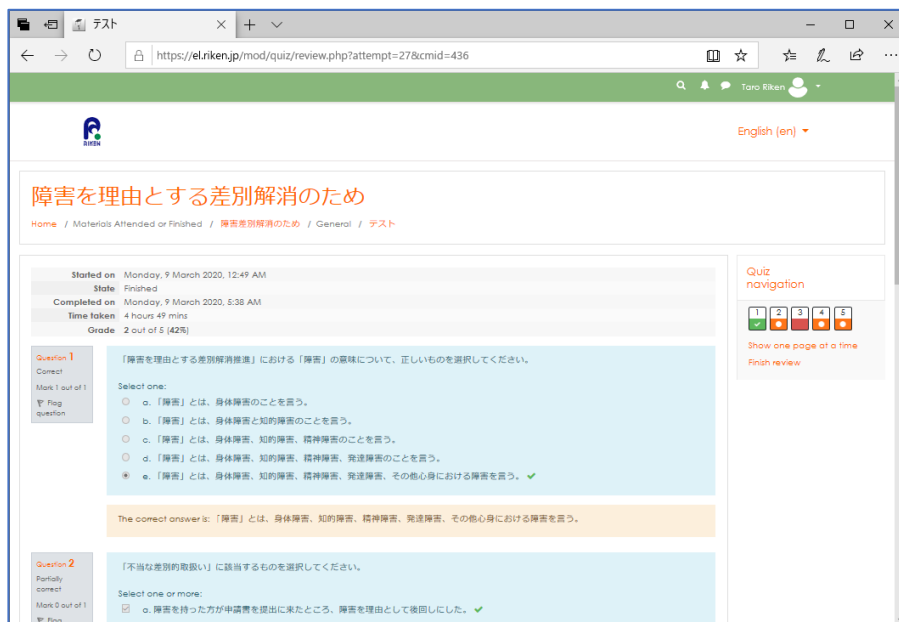 テスト
https://el.riken.jp/mod/quiz/review.php?attempt=27&cmid=436
Taro Riken
RIKEN
English (en)
障害を理由とする差別解消のため
Home / Materials Attended or Finished / 障害差別解消のため / General / テスト
Started on Monday, 9 March 2020, 12:49 AM
State Finished
Completed on Monday, 9 March 2020, 5:38 AM
Time taken 4 hours 49 mins
Grade 2 out of 5 (42%)
Quiz
navigation
1 2 3 4 5
Show one page at a time
Finish review
Question 1
Correct
Mark 1 out of 1
Flag
question
「障害を理由とする差別解消推進」における「障害」の意味について、正しいものを選択してください。
Select one:
a. 「障害」とは、身体障害のことを言う。
b. 「障害」とは、身体障害と知的障害のことを言う。
c. 「障害」とは、身体障害、知的障害、精神障害のことを言う。
d. 「障害」とは、身体障害、知的障害、精神障害、発達障害のことを言う。
e. 「障害」とは、身体障害、知的障害、精神障害、発達障害、その他心身における障害を言う。
The correct answer is: 「障害」とは、身体障害、知的障害、精神障害、発達障害、その他心身における障害を言う。
Question 2
Partially
correct
Mark 0 out of 1
Flag
「不当な差別的取扱い」に該当するものを選択してください。
Select one or more:
a. 障害を持った方が申請書を提出に来たところ、障害を理由として後回しにした。